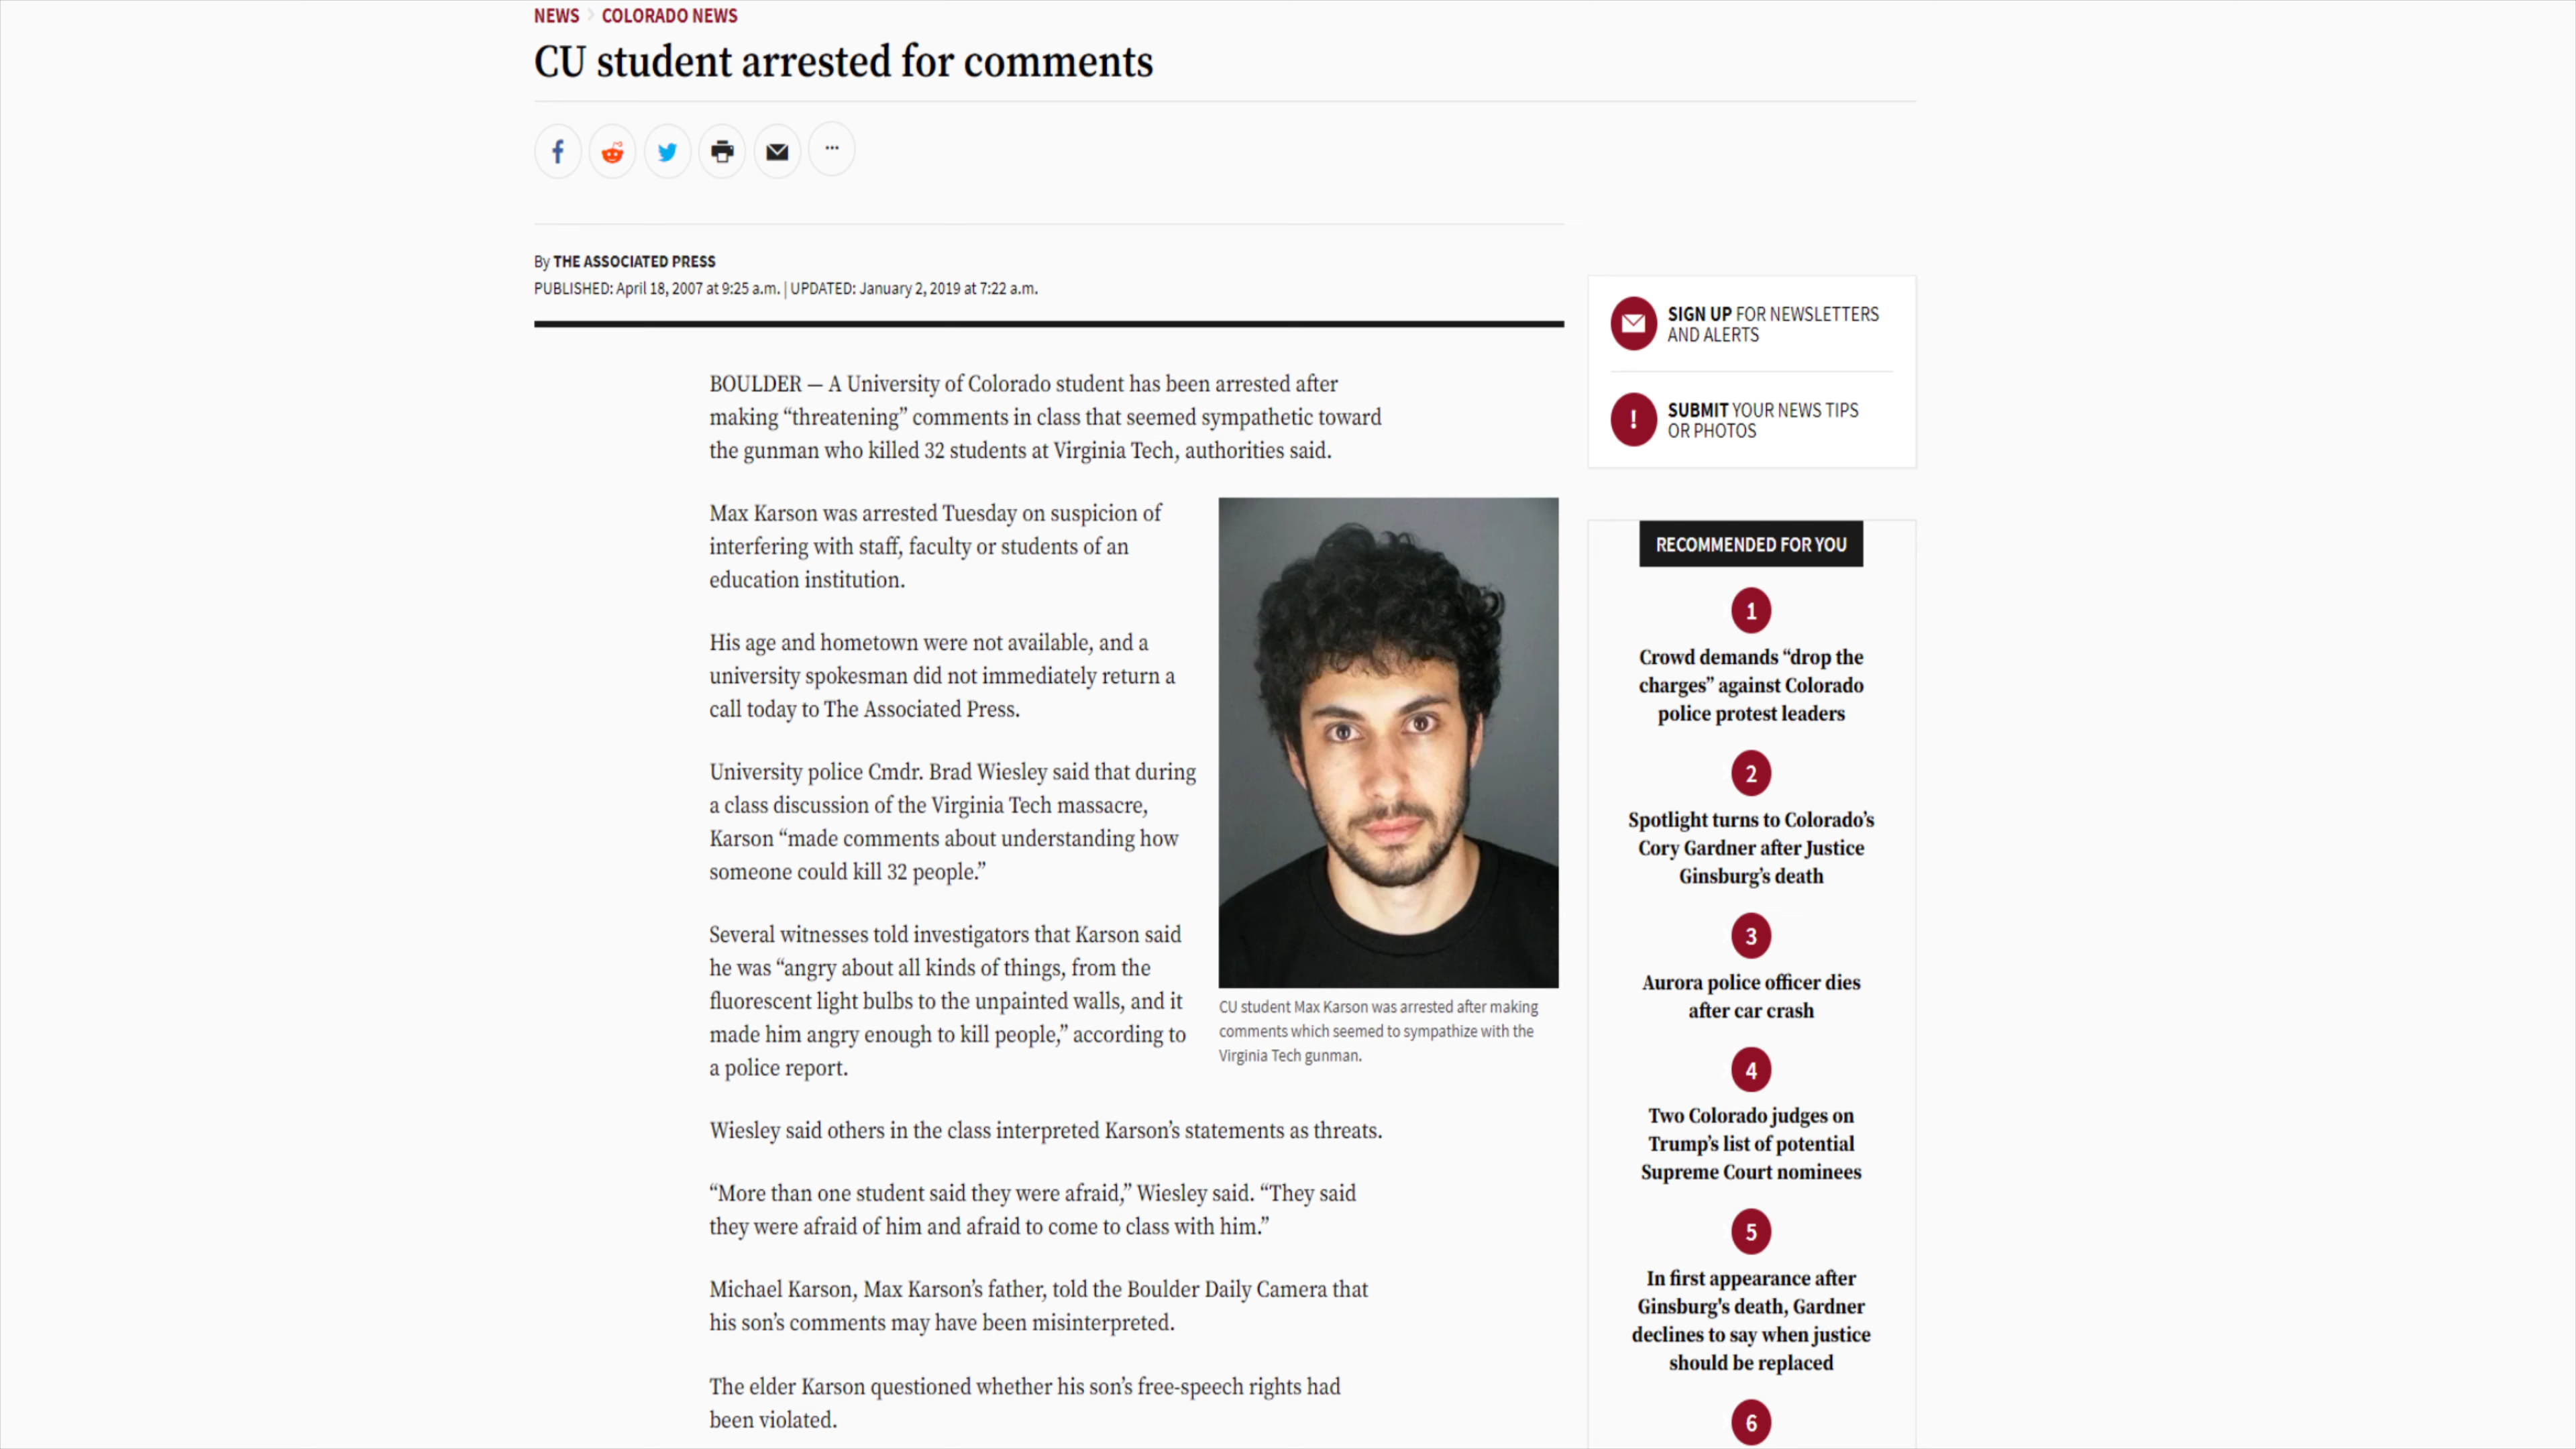 NEWS > COLORADO NEWS
CU student arrested for comments
By THE ASSOCIATED PRESS
PUBLISHED: April 18, 2007 at 9:25 a.m. | UPDATED: January 2, 2019 at 7:22 a.m.
BOULDER — A University of Colorado student has been arrested after
making “threatening” comments in class that seemed sympathetic toward
the gunman who killed 32 students at Virginia Tech, authorities said.
Max Karson was arrested Tuesday on suspicion of
interfering with staff, faculty or students of an
education institution.
His age and hometown were not available, and a
university spokesman did not immediately return a
call today to The Associated Press.
University police Cmdr. Brad Wiesley said that during
a class discussion of the Virginia Tech massacre,
Karson “made comments about understanding how
someone could kill 32 people.”
Several witnesses told investigators that Karson said
he was “angry about all kinds of things, from the
fluorescent light bulbs to the unpainted walls, and it
made him angry enough to kill people,” according to
a police report.
CU student Max Karson was arrested after making
comments which seemed to sympathize with the
Virginia Tech gunman.
Wiesley said others in the class interpreted Karson’s statements as threats.
“More than one student said they were afraid,” Wiesley said. “They said
they were afraid of him and afraid to come to class with him.”
Michael Karson, Max Karson’s father, told the Boulder Daily Camera that
his son’s comments may have been misinterpreted.
The elder Karson questioned whether his son’s free-speech rights had
been violated.
SIGN UP FOR NEWSLETTERS
AND ALERTS
!
SUBMIT YOUR NEWS TIPS
OR PHOTOS
RECOMMENDED FOR YOU
1
Crowd demands “drop the
charges” against Colorado
police protest leaders
2
Spotlight turns to Colorado’s
Cory Gardner after Justice
Ginsburg’s death
3
Aurora police officer dies
after car crash
4
Two Colorado judges on
Trump’s list of potential
Supreme Court nominees
5
In first appearance after
Ginsburg's death, Gardner
declines to say when justice
should be replaced
6